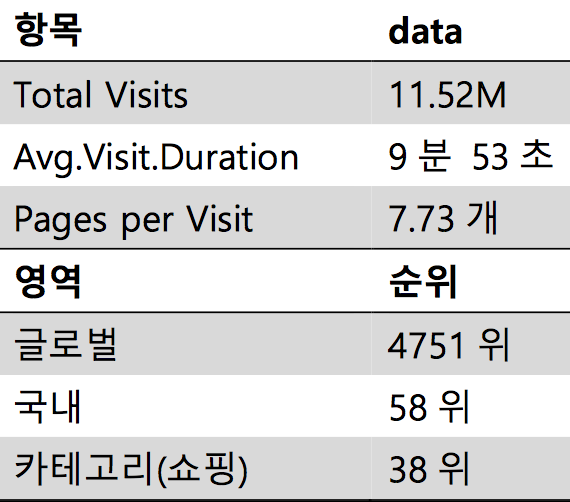 항목 data
Total Visits 11.52M
Avg.Visit.Duration 9 분 53 초
Pages per Visit 7.73 개
영역 순위
글로벌 4751 위
국내 58 위
카테고리(쇼핑) 38 위